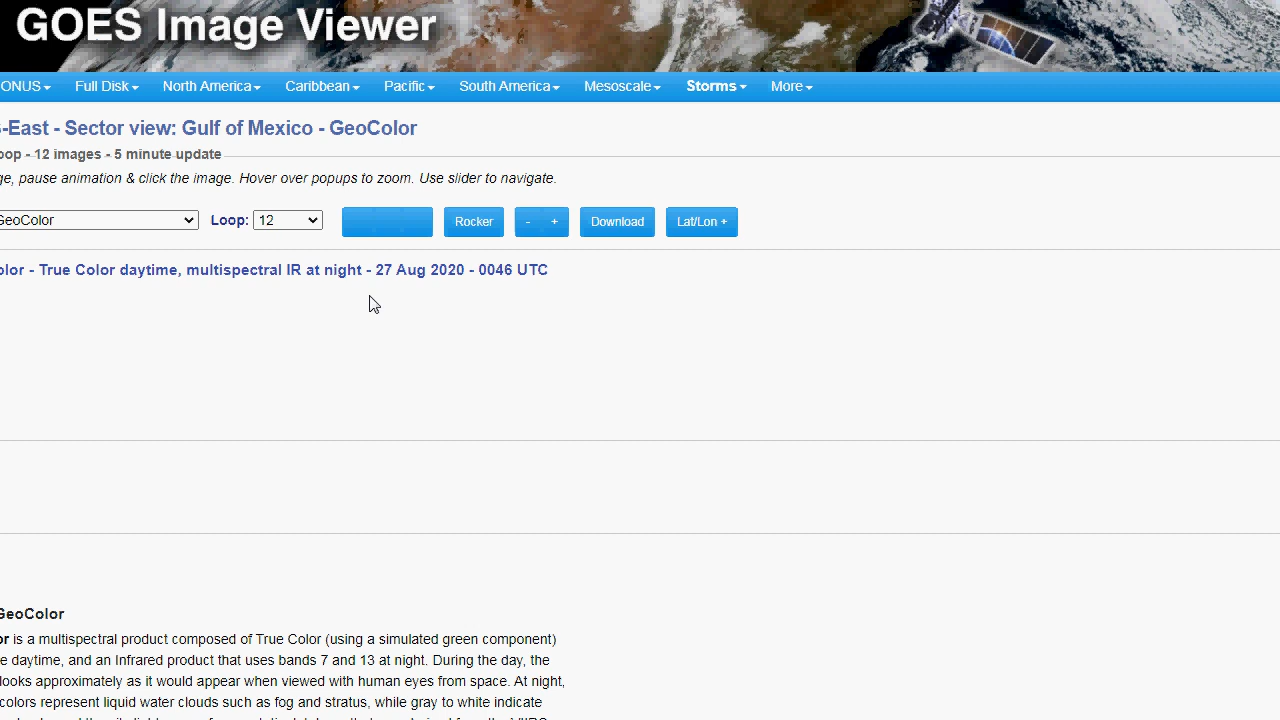 GOES Image Viewer
ONUS Full Disk North America Caribbean Pacific South America Mesoscale Storms More
-East - Sector view: Gulf of Mexico - GeoColor
oop - 12 images - 5 minute update
ge, pause animation & click the image. Hover over popups to zoom. Use slider to navigate.
GeoColor Loop: 12 Rocker - + Download Lat/Lon +
olor - True Color daytime, multispectral IR at night - 27 Aug 2020 - 0046 UTC
GeoColor
or is a multispectral product composed of True Color (using a simulated green component)
e daytime, and an Infrared product that uses bands 7 and 13 at night. During the day, the
looks approximately as it would appear when viewed with human eyes from space. At night,
colors represent liquid water clouds such as fog and stratus, while gray to white indicate